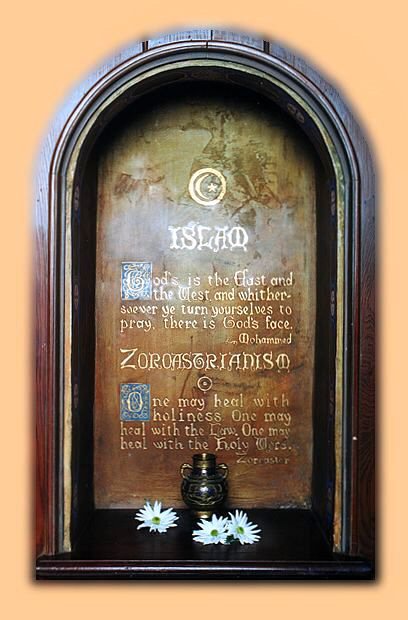 ISLAM
God's is the East and
the West, and whither-
soever ye turn yourselves to
pray, there is God's face.
Mohammed
ZOROASTRIANISM
One may heal with
holiness. One may
heal with the Law. One may
heal with the Holy
Zoroaster